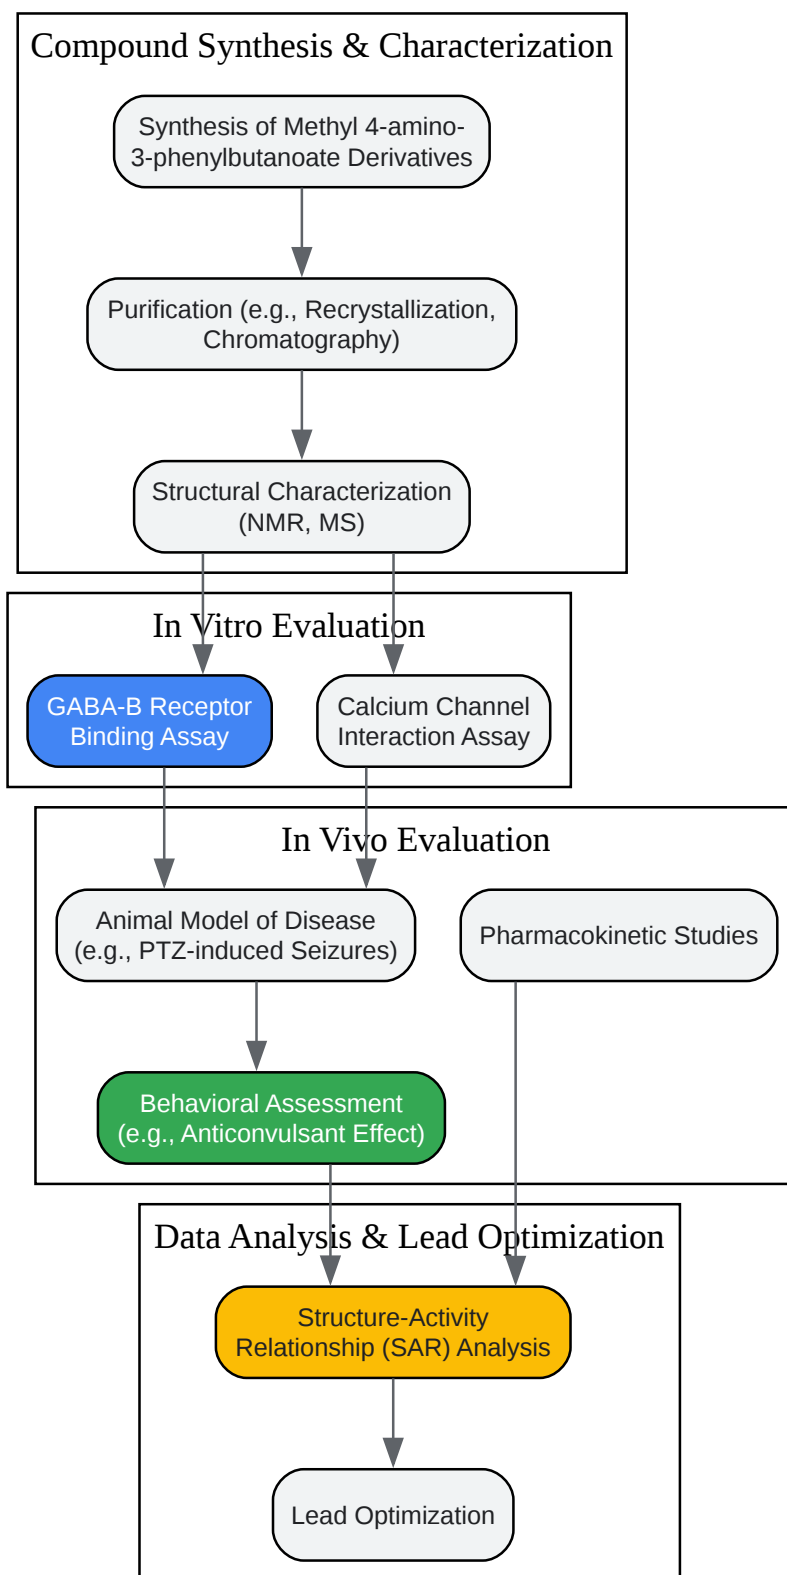 Compound Synthesis & Characterization
Synthesis of Methyl 4-amino-
3-phenylbutanoate Derivatives
Purification (e.g., Recrystallization,
Chromatography)
Structural Characterization
(NMR, MS)
In Vitro Evaluation
GABA-B Receptor
Binding Assay
Calcium Channel
Interaction Assay
In Vivo Evaluation
Animal Model of Disease
(e.g., PTZ-induced Seizures)
Pharmacokinetic Studies
Behavioral Assessment
(e.g., Anticonvulsant Effect)
Data Analysis & Lead Optimization
Structure-Activity
Relationship (SAR) Analysis
Lead Optimization